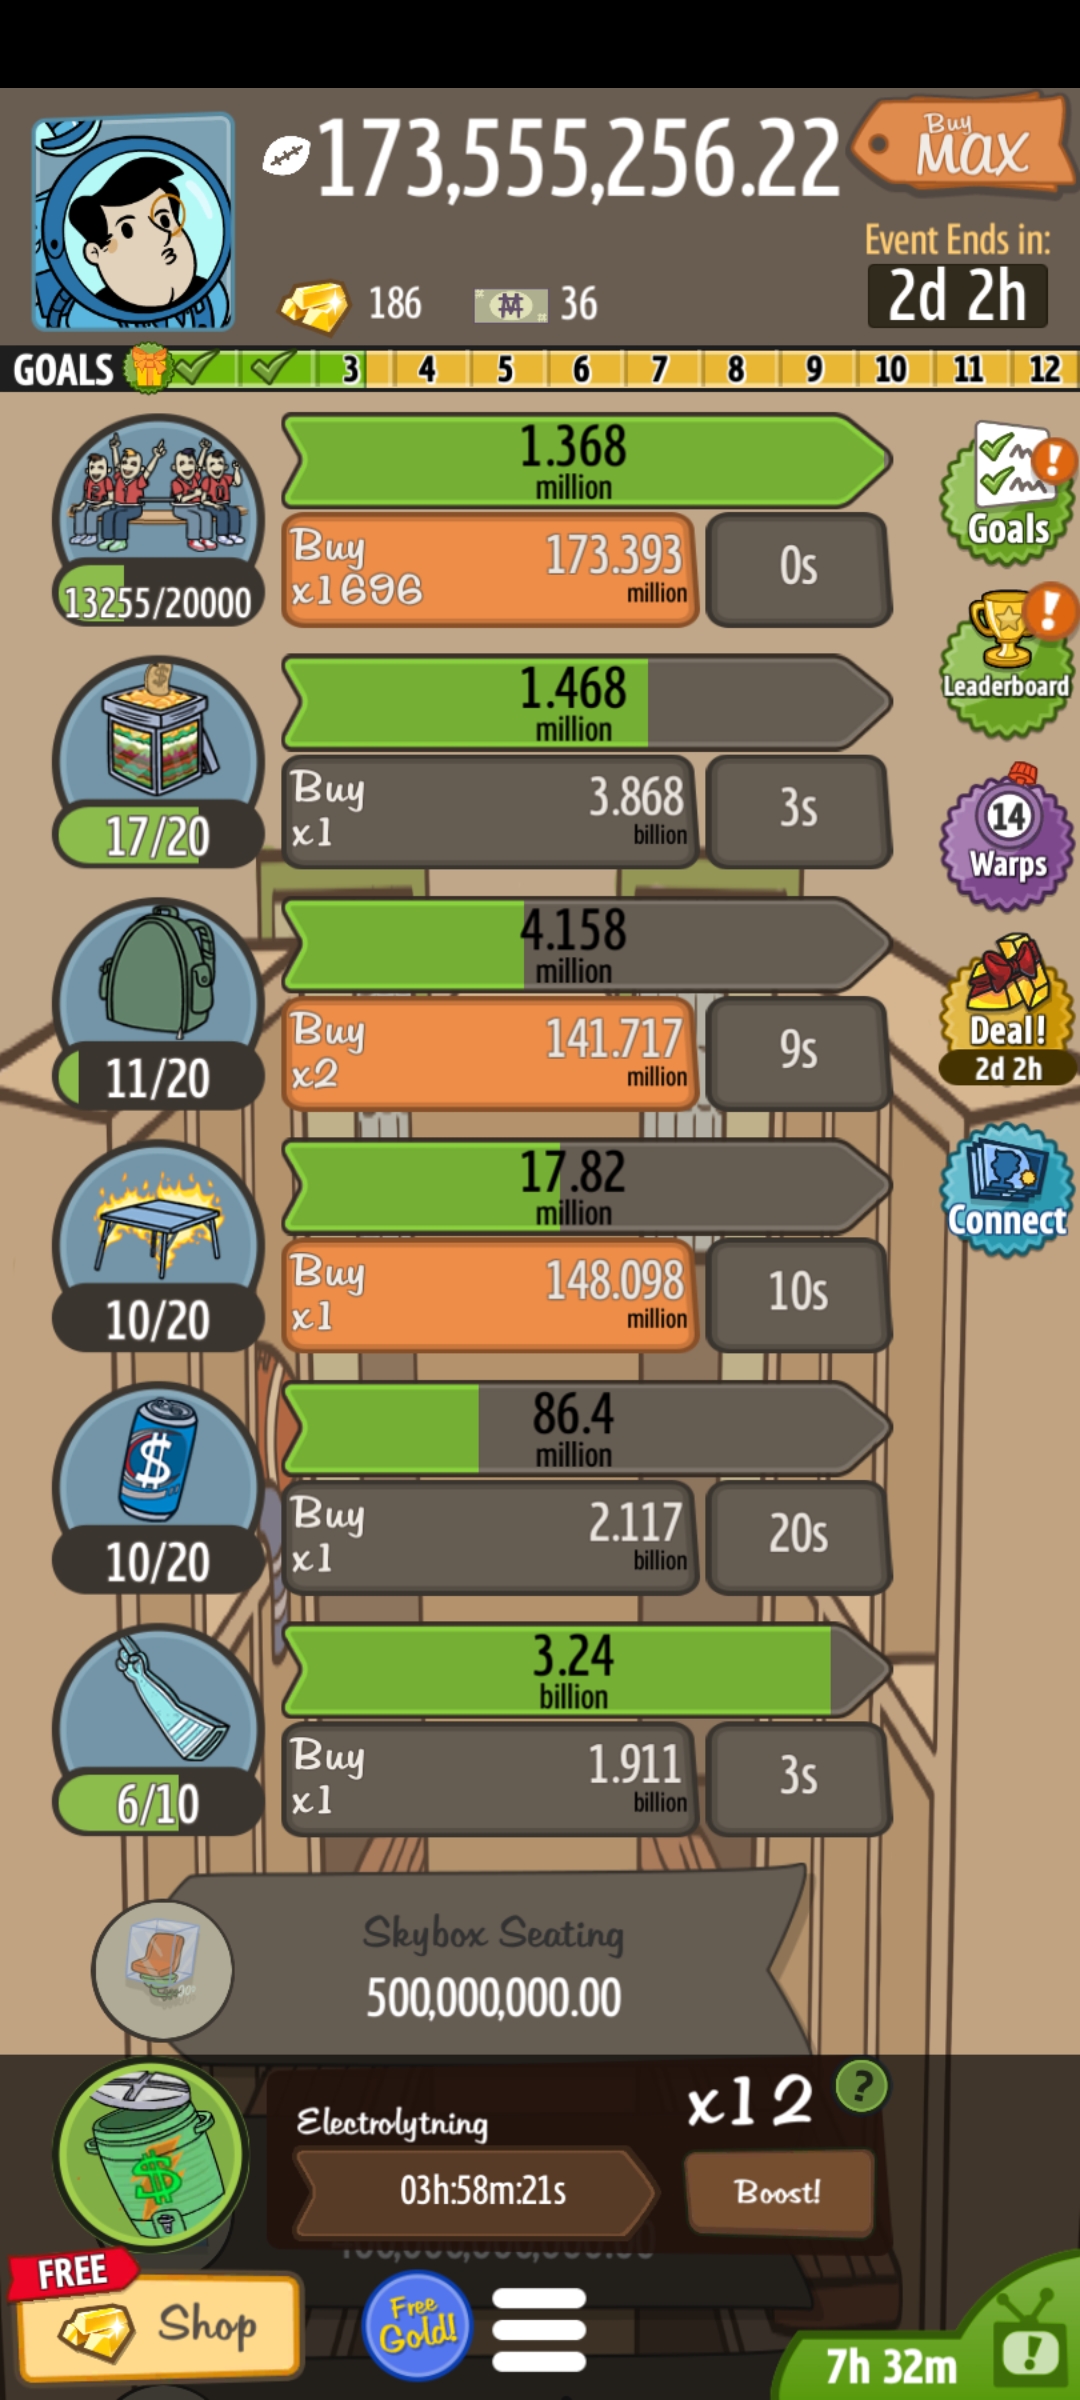 173,555,256.22
Buy
MAX
Event Ends in:
2d 2h
186
36
GOALS 3 4 5 6 7 8 9 10 11 12
1.368
million
13255/20000
Buy
x1696
173.393
million
0s
Goals
1.468
million
17/20
Buy
x1
3.868
billion
3s
Leaderboard
14
Warps
4.158
million
11/20
Buy
x2
141.717
million
9s
Deal!
2d 2h
17.82
million
10/20
Buy
x1
148.098
million
10s
Connect
86.4
million
10/20
Buy
x1
2.117
billion
20s
3.24
billion
6/10
Buy
x1
1.911
billion
3s
Skybox Seating
500,000,000.00
Electrolytning
x12
?
03h:58m:21s
Boost!
FREE
Shop
Free
Gold!
7h 32m